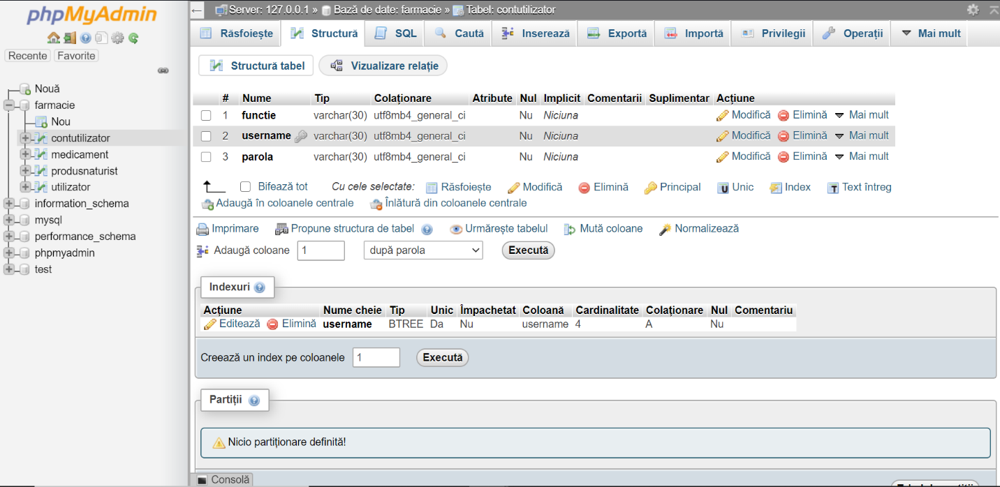 phpMyAdmin
Recente Favorite
Nouă
farmacie
Nou
contutilizator
medicament
produsnaturist
utilizator
information_schema
mysql
performance_schema
phpmyadmin
test
← Server: 127.0.0.1 » Bază de date: farmacie » Tabel: contutilizator
Răsfoiește Structură SQL Caută Inserează Exportă Importă Privilegii Operații Mai mult
Structură tabel Vizualizare relație
# Nume Tip Colaționare Atribute Nul Implicit Comentarii Suplimentar Acțiune
1 functie varchar(30) utf8mb4_general_ci Nu Niciuna Modifică Elimină Mai mult
2 username varchar(30) utf8mb4_general_ci Nu Niciuna Modifică Elimină Mai mult
3 parola varchar(30) utf8mb4_general_ci Nu Niciuna Modifică Elimină Mai mult
Bifează tot Cu cele selectate: Răsfoiește Modifică Elimină Principal Unic Index Text întreg
Adaugă în coloanele centrale Înlătură din coloanele centrale
Imprimare Propune structura de tabel Urmărește tabelul Mută coloane Normalizează
Adaugă coloane 1 după parola Execută
Indexuri
Acțiune Nume cheie Tip Unic Împachetat Coloană Cardinalitate Colaționare Nul Comentariu
Editează Elimină username BTREE Da Nu username 4 A Nu
Creează un index pe coloanele 1 Execută
Partiții
Nicio partiționare definită!
Consolă